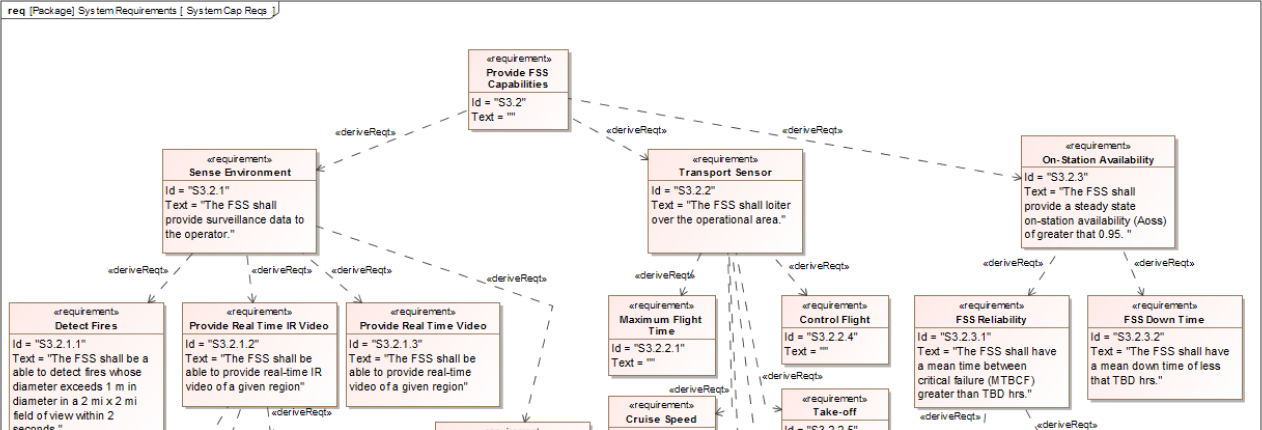 req [Package] System Requirements [ System Cap Reqs ]
«requirement»
Provide FSS
Capabilities
Id = "S3.2"
Text = ""
«deriveReqt»
«deriveReqt»
«deriveReqt»
«requirement»
Sense Environment
Id = "S3.2.1"
Text = "The FSS shall
provide surveillance data to
the operator."
«requirement»
Transport Sensor
Id = "S3.2.2"
Text = "The FSS shall loiter
over the operational area."
«requirement»
On-Station Availability
Id = "S3.2.3"
Text = "The FSS shall
provide a steady state
on-station availability (Aoss)
of greater that 0.95. "
«deriveReqt»
«deriveReqt»
«deriveReqt»
«deriveReqt»
«deriveReqt»
«deriveReqt»
«deriveReqt»
«deriveReqt»
«requirement»
Detect Fires
Id = "S3.2.1.1"
Text = "The FSS shall be a
able to detect fires whose
diameter exceeds 1 m in
diameter in a 2 mi x 2 mi
field of view within 2
seconds."
«requirement»
Provide Real Time IR Video
Id = "S3.2.1.2"
Text = "The FSS shall be
able to provide real-time IR
video of a given region"
«requirement»
Provide Real Time Video
Id = "S3.2.1.3"
Text = "The FSS shall be
able to provide real-time
video of a given region"
«requirement»
Maximum Flight
Time
Id = "S3.2.2.1"
Text = ""
«requirement»
Control Flight
Id = "S3.2.2.4"
Text = ""
«requirement»
FSS Reliability
Id = "S3.2.3.1"
Text = "The FSS shall have
a mean time between
critical failure (MTBCF)
greater than TBD hrs."
«requirement»
FSS Down Time
Id = "S3.2.3.2"
Text = "The FSS shall have
a mean down time of less
that TBD hrs."
«deriveReqt»
«deriveReqt»
«deriveReqt»
«deriveReqt»
«deriveReqt»
«requirement»
Cruise Speed
«requirement»
Take-off
Id = "S3.2.2.5"